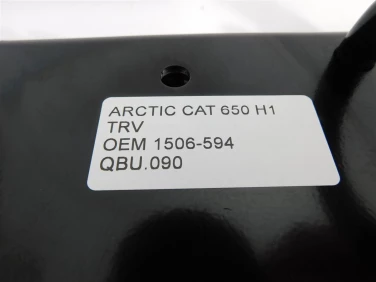 ARCTIC CAT 650 H1
TRV
OEM 1506-594
QBU.090